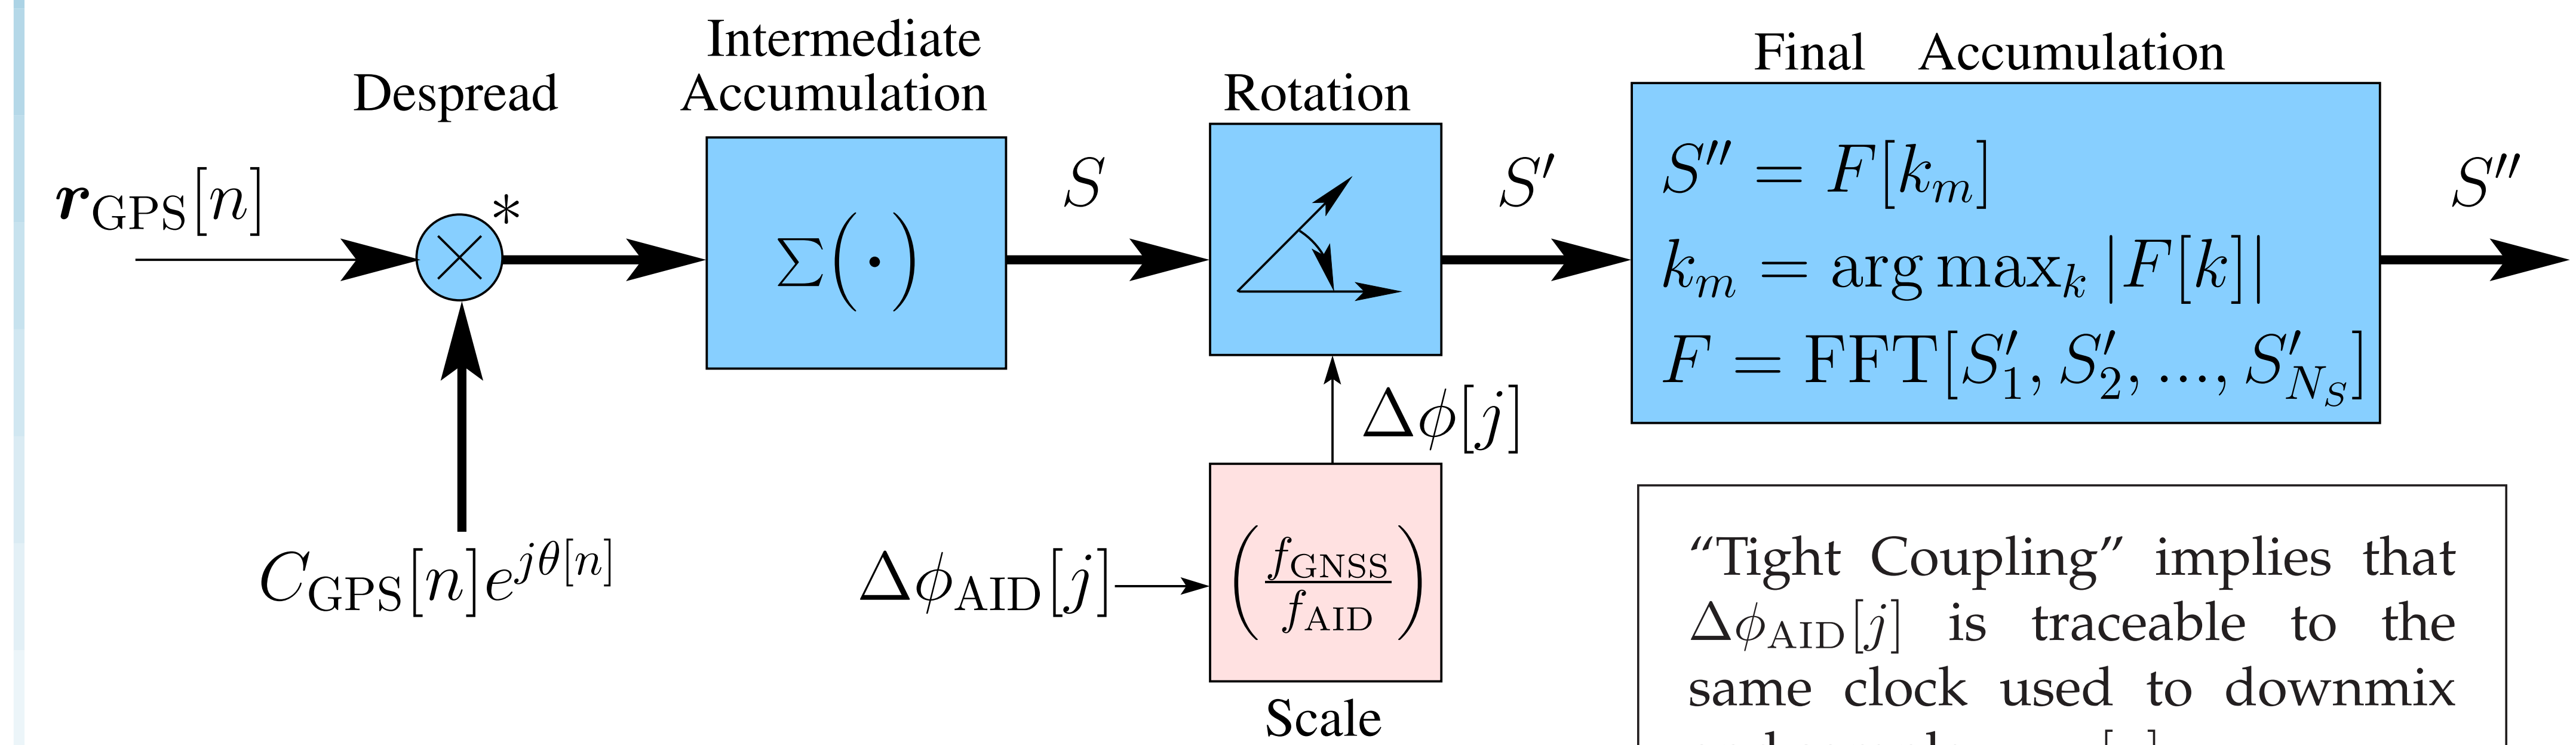 Despread
Intermediate
Accumulation
Rotation
Final Accumulation
r_GPS[n]
*
Σ(·)
S
S′
S″ = F[k_m]
k_m = arg max_k |F[k]|
F = FFT[S′_1, S′_2, ..., S′_{N_S}]
S″
C_GPS[n]e^{jθ[n]}
Δϕ[j]
Δϕ_AID[j]
(f_GNSS / f_AID)
Scale
“Tight Coupling” implies that
Δϕ_AID[j] is traceable to the
same clock used to downmix